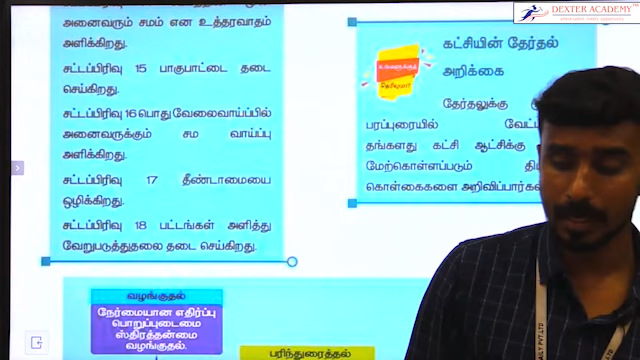 DEXTER ACADEMY™
அனைவரும் சமம் என உத்தரவாதம்
அளிக்கிறது.
சட்டப்பிரிவு 15 பாகுபாட்டை தடை
செய்கிறது.
சட்டப்பிரிவு 16 பொது வேலைவாய்ப்பில்
அனைவருக்கும் சம வாய்ப்பு
அளிக்கிறது.
சட்டப்பிரிவு 17 தீண்டாமையை
ஒழிக்கிறது.
சட்டப்பிரிவு 18 பட்டங்கள் அளித்து
வேறுபடுத்துதலை தடை செய்கிறது.
கட்சியின் தேர்தல்
அறிக்கை
உங்களுக்குத்
தெரியுமா?
தேர்தலுக்கு
பரப்புரையில்
தங்களது கட்சி ஆட்சிக்கு
மேற்கொள்ளப்படும்
கொள்கைகளை
வழங்குதல்
நேர்மையான எதிர்ப்பு
பொறுப்புடைமை
ஸ்திரத்தன்மை
வழங்குதல்.
பரிந்துரைத்தல்